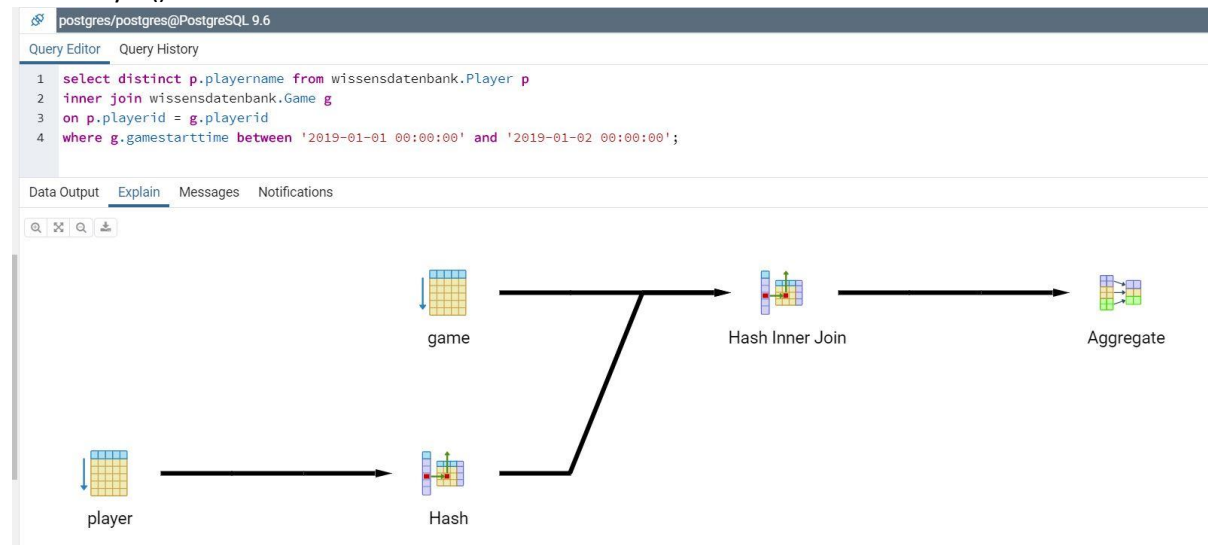 postgres/postgres@PostgreSQL 9.6
Query Editor Query History
1 select distinct p.playername from wissensdatenbank.Player p
2 inner join wissensdatenbank.Game g
3 on p.playerid = g.playerid
4 where g.gamestarttime between '2019-01-01 00:00:00' and '2019-01-02 00:00:00';
Data Output Explain Messages Notifications
game
Hash Inner Join
Aggregate
player
Hash